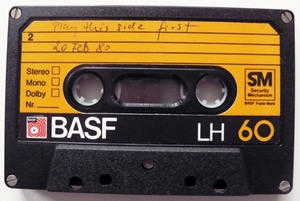 Play this side first
2
20 Feb 80
Stereo
Mono
Dolby
Nr.
SM
Security
Mechanism
BASF Trade Mark
BASF
LH 60